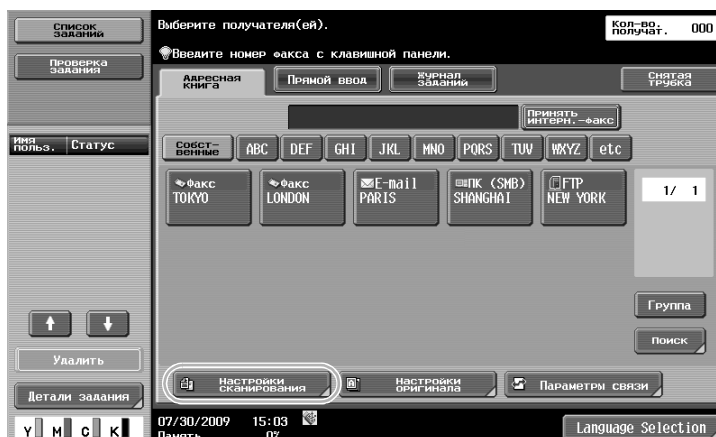 Список
заданий
Проверка
задания
Имя
польз. Статус
Удалить
Детали задания
Y M C K
Выберите получателя(ей).
Кол-во.
получат. 000
Введите номер факса с клавишной панели.
Адресная
книга
Прямой ввод
Журнал
заданий
Снятая
трубка
Принять
интерн.-факс
Собст-
венные ABC DEF GHI JKL MNO PQRS TUV WXYZ etc
Факс
TOKYO
Факс
LONDON
E-mail
PARIS
ПК (SMB)
SHANGHAI
FTP
NEW YORK
1/ 1
Группа
Поиск
Настройки
сканирования
Настройки
оригинала
Параметры связи
07/30/2009 15:03
Память 0%
Language Selection